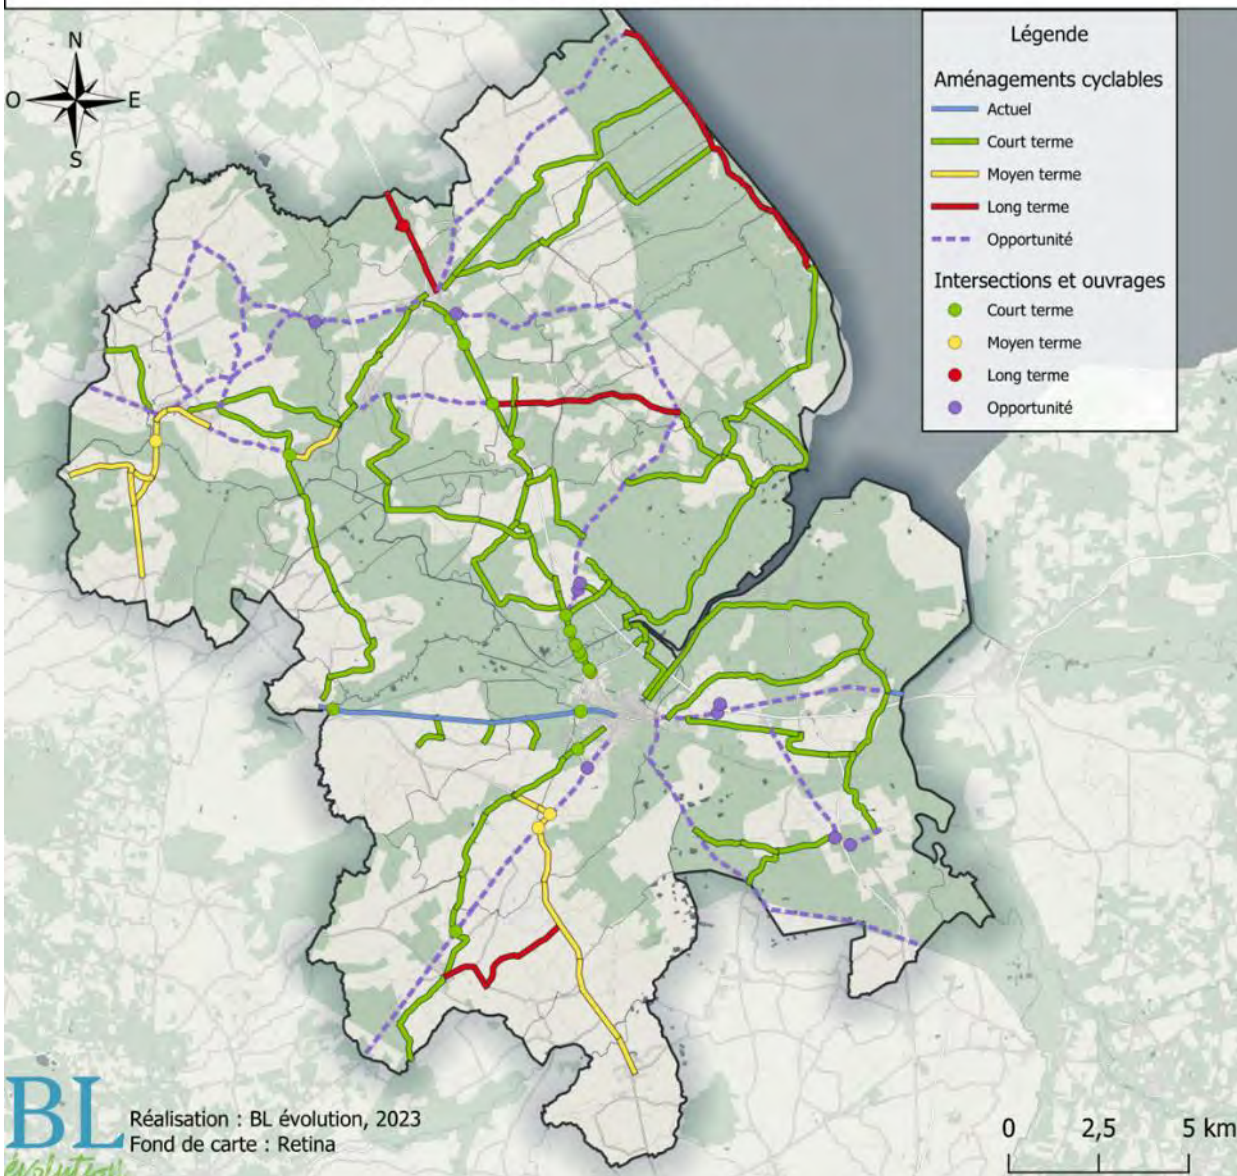 Légende
N
O
E
S
Aménagements cyclables
Actuel
Court terme
Moyen terme
Long terme
Opportunité
Intersections et ouvrages
Court terme
Moyen terme
Long terme
Opportunité
BL
évolution
Réalisation : BL évolution, 2023
Fond de carte : Retina
0 2,5 5 km